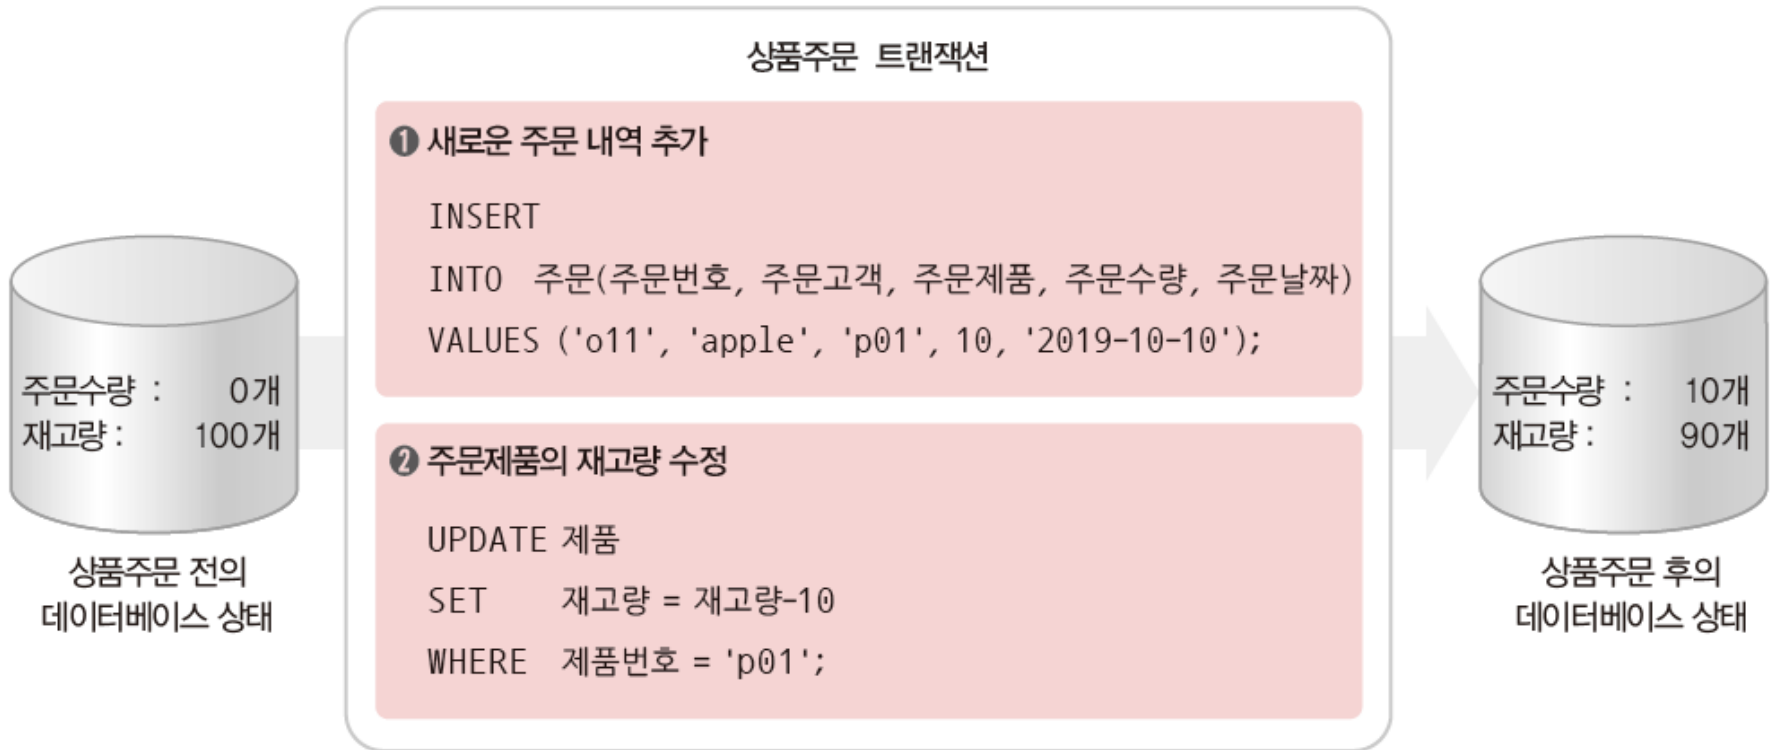 상품주문 트랜잭션
❶ 새로운 주문 내역 추가
INSERT
INTO 주문(주문번호, 주문고객, 주문제품, 주문수량, 주문날짜)
VALUES ('o11', 'apple', 'p01', 10, '2019-10-10');
❷ 주문제품의 재고량 수정
UPDATE 제품
SET 재고량 = 재고량-10
WHERE 제품번호 = 'p01';
주문수량 : 0개
재고량 : 100개
상품주문 전의
데이터베이스 상태
주문수량 : 10개
재고량 : 90개
상품주문 후의
데이터베이스 상태